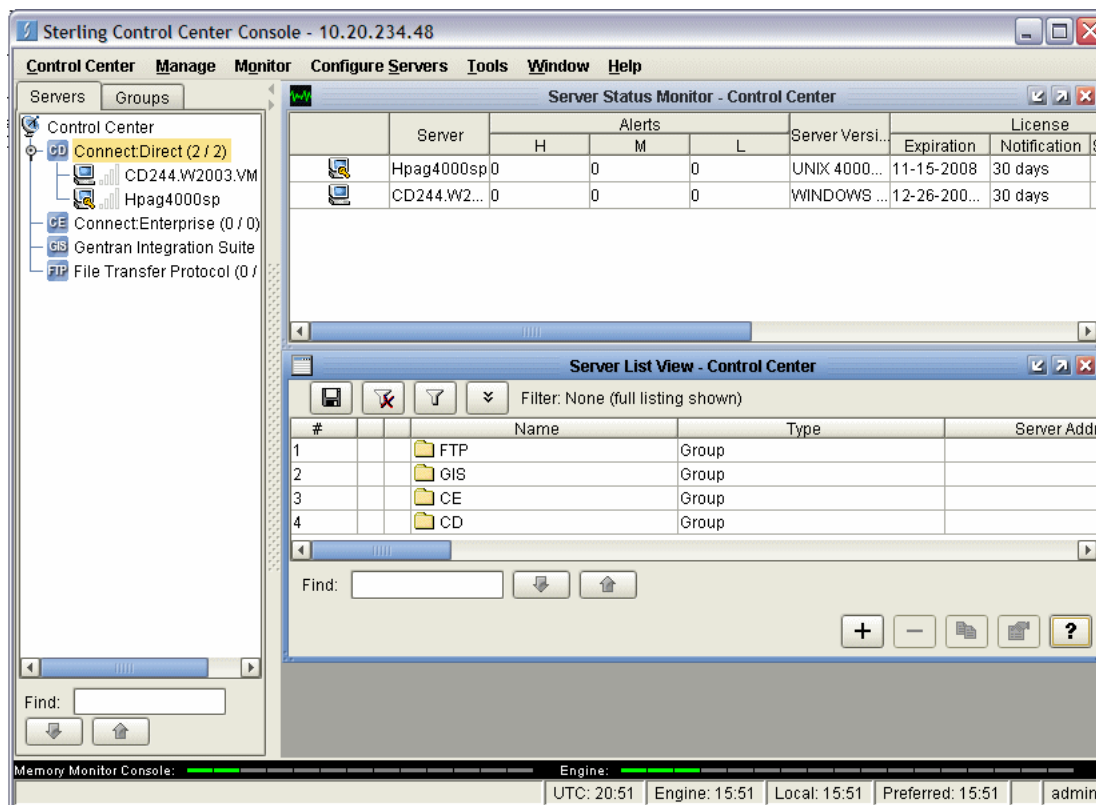 Sterling Control Center Console - 10.20.234.48
Control Center Manage Monitor Configure Servers Tools Window Help
Servers Groups
Control Center
CD Connect:Direct (2 / 2)
CD244.W2003.VM
Hpag4000sp
CE Connect:Enterprise (0 / 0)
GIS Gentran Integration Suite
FTP File Transfer Protocol (0 /
Find:
Server Status Monitor - Control Center
Server Alerts Server Versi... License
H M L Expiration Notification S
Hpag4000sp 0 0 0 UNIX 4000... 11-15-2008 30 days
CD244.W2... 0 0 0 WINDOWS ... 12-26-200... 30 days
Server List View - Control Center
Filter: None (full listing shown)
# Name Type Server Addr
1 FTP Group
2 GIS Group
3 CE Group
4 CD Group
Find:
+ − ?
Memory Monitor Console: Engine:
UTC: 20:51 Engine: 15:51 Local: 15:51 Preferred: 15:51 admin